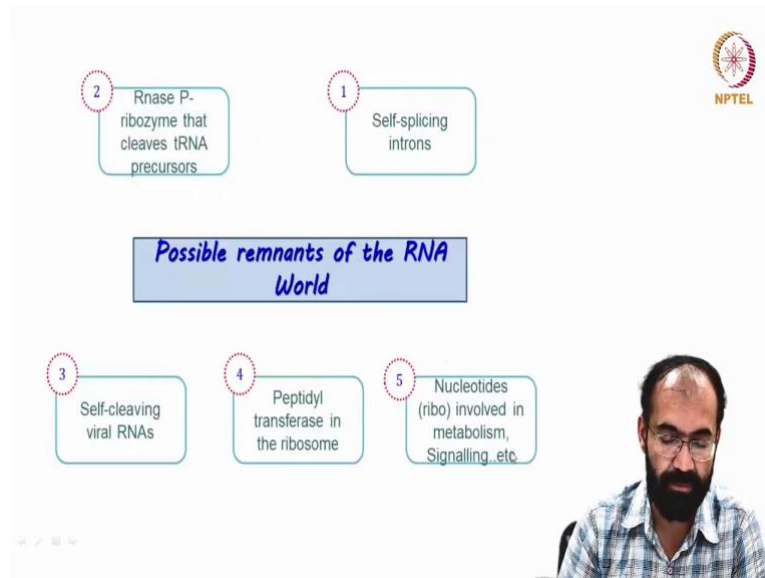 NPTEL
2
Rnase P-
ribozyme that
cleaves tRNA
precursors
1
Self-splicing
introns
Possible remnants of the RNA
World
3
Self-cleaving
viral RNAs
4
Peptidyl
transferase in
the ribosome
5
Nucleotides
(ribo) involved in
metabolism,
Signalling..etc